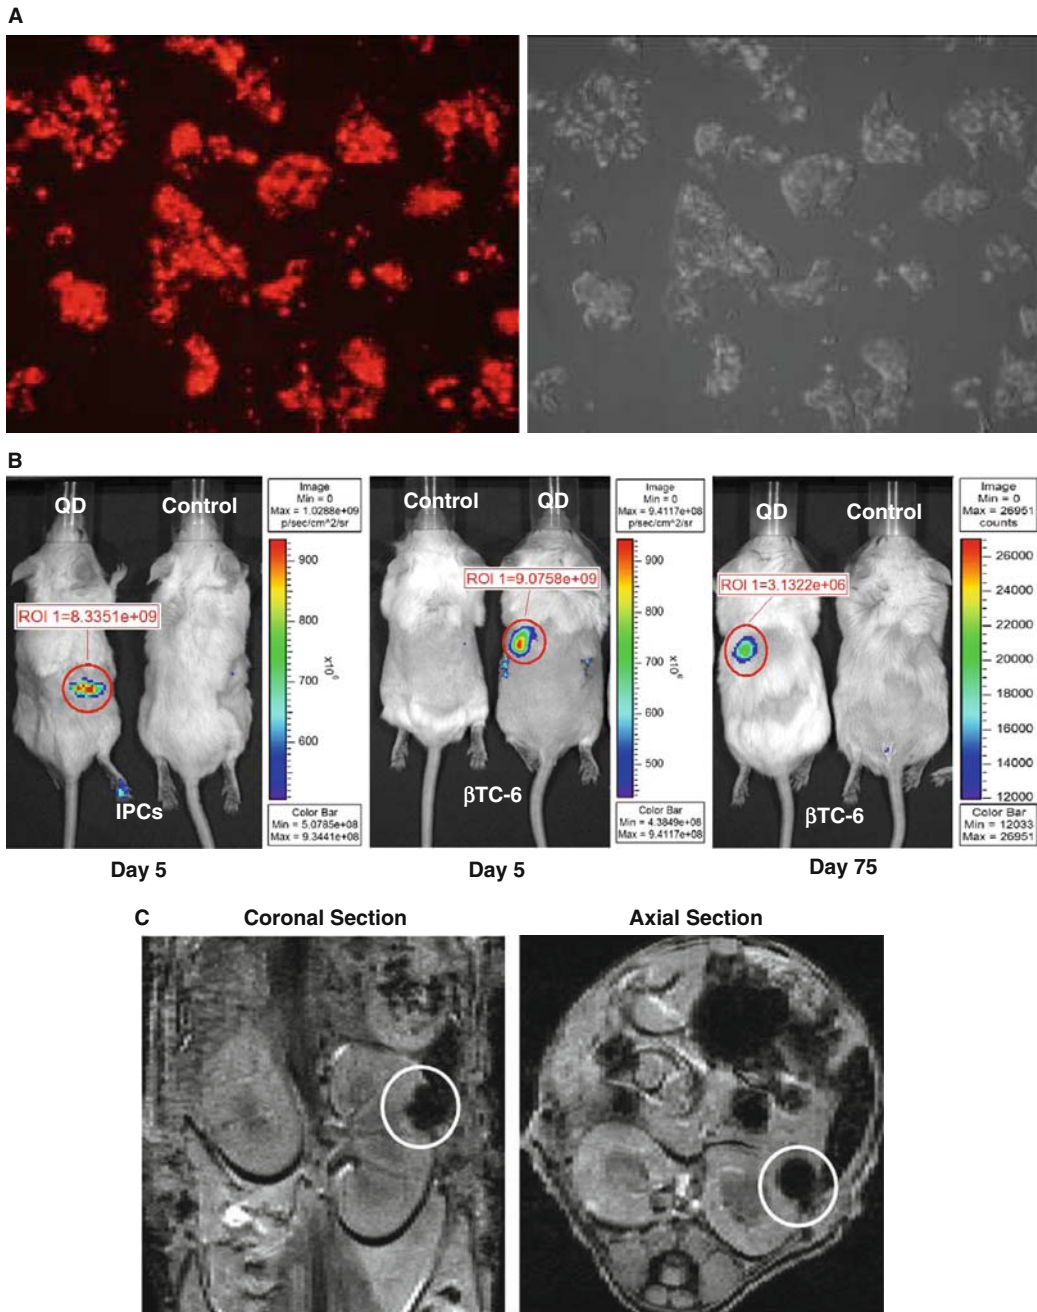 A
B
QD Control
ROI 1=8.3351e+09
IPCs
Image
Min = 0
Max = 1.0288e+09
p/sec/cm^2/sr
900
800
700
600
x10⁶
Color Bar
Min = 5.0785e+08
Max = 9.3441e+08
Day 5
Control QD
ROI 1=9.0758e+09
βTC-6
Image
Min = 0
Max = 9.4117e+08
p/sec/cm^2/sr
900
800
700
600
500
x10⁶
Color Bar
Min = 4.3849e+08
Max = 9.4117e+08
Day 5
QD Control
ROI 1=3.1322e+06
βTC-6
Image
Min = 0
Max = 26951
counts
26000
24000
22000
20000
18000
16000
14000
12000
Color Bar
Min = 12033
Max = 26951
Day 75
C Coronal Section Axial Section